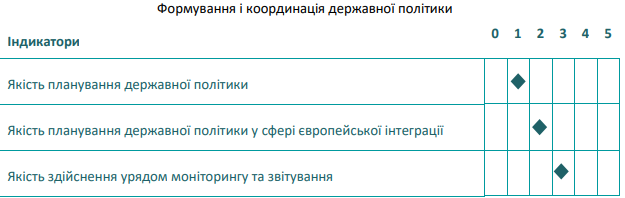 Формування і координація державної політики
Індикатори 0 1 2 3 4 5
Якість планування державної політики
Якість планування державної політики у сфері європейської інтеграції
Якість здійснення урядом моніторингу та звітування